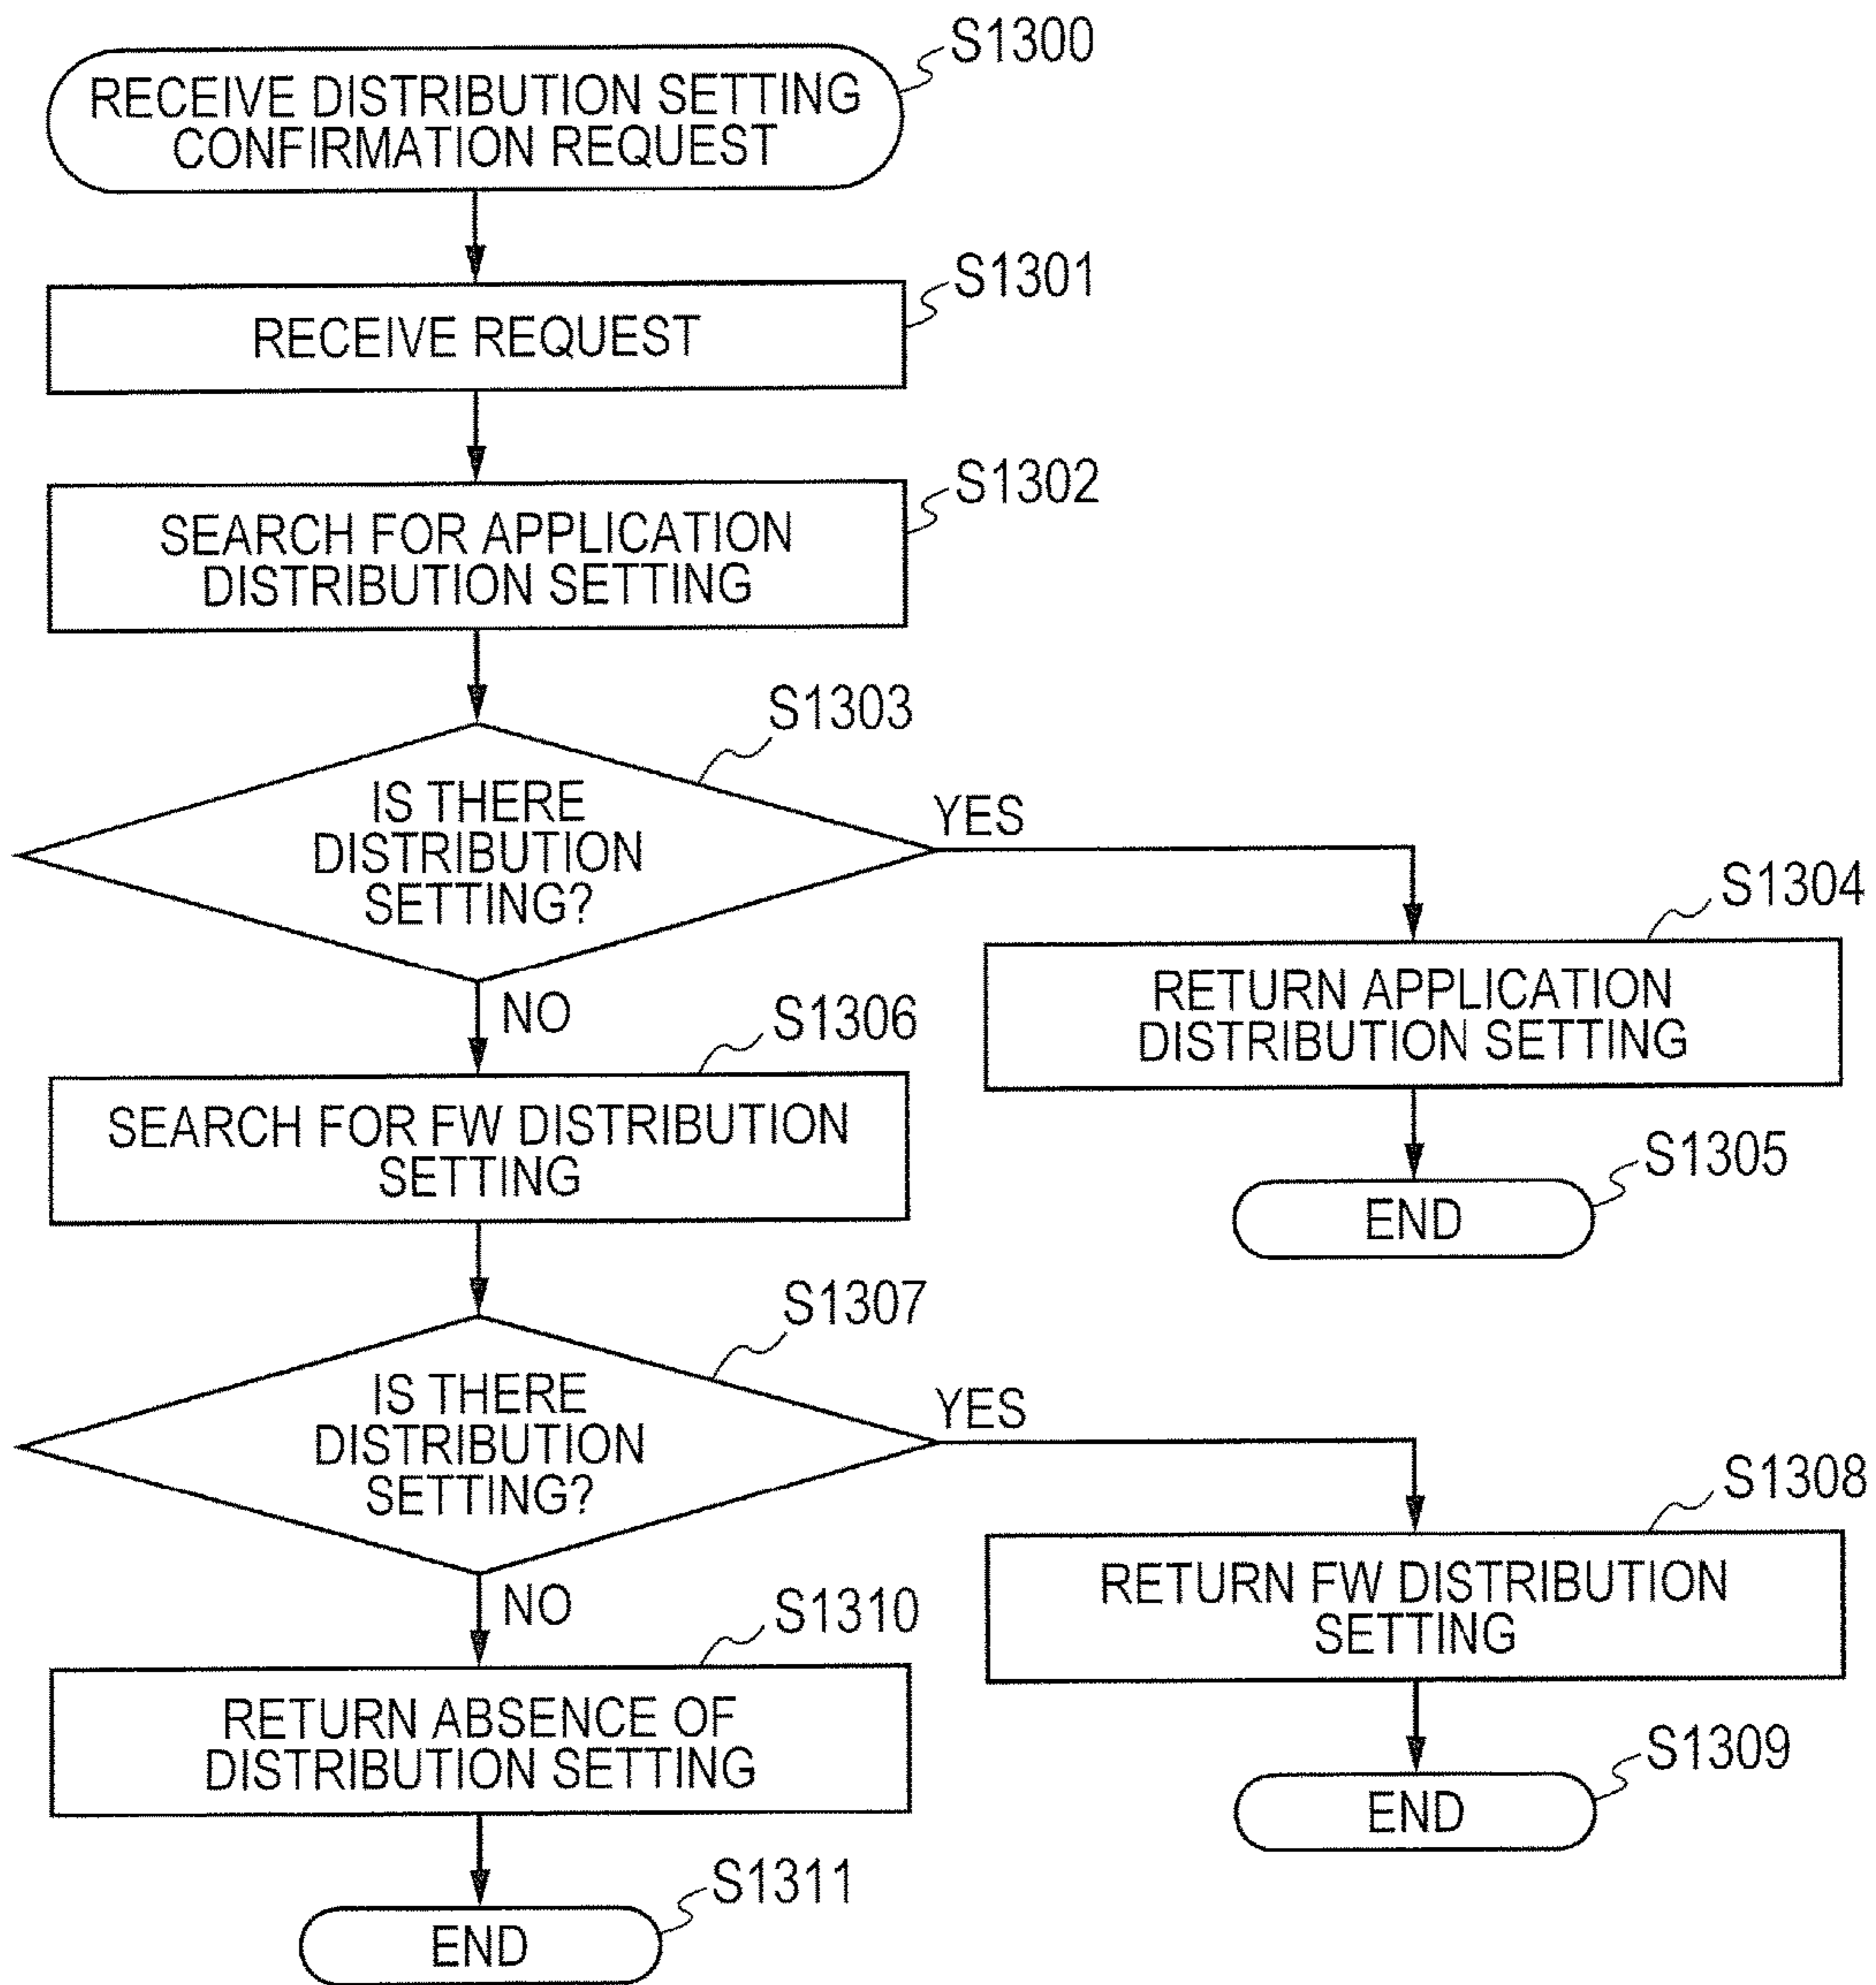 S1300
RECEIVE DISTRIBUTION SETTING
CONFIRMATION REQUEST
S1301
RECEIVE REQUEST
S1302
SEARCH FOR APPLICATION
DISTRIBUTION SETTING
S1303
IS THERE
DISTRIBUTION
SETTING?
YES
S1304
RETURN APPLICATION
DISTRIBUTION SETTING
S1305
END
NO
S1306
SEARCH FOR FW DISTRIBUTION
SETTING
S1307
IS THERE
DISTRIBUTION
SETTING?
YES
S1308
RETURN FW DISTRIBUTION
SETTING
S1309
END
NO
S1310
RETURN ABSENCE OF
DISTRIBUTION SETTING
S1311
END